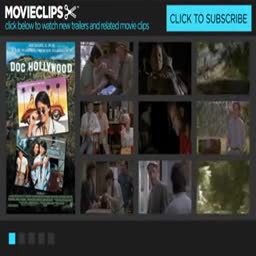 MOVIECLIPS
click below to watch new trailers and related movie clips
CLICK TO SUBSCRIBE
DOC HOLLYWOOD